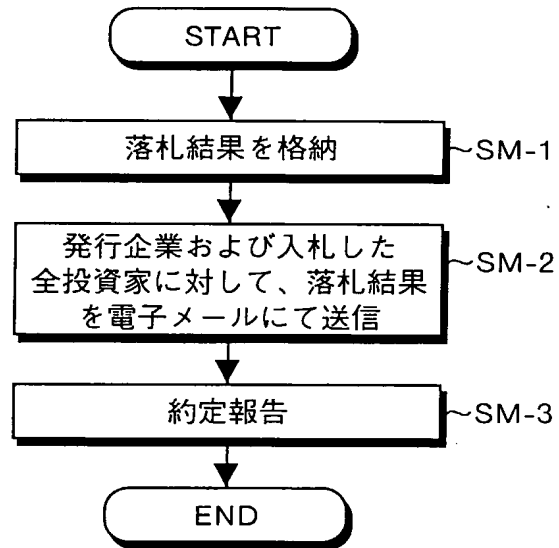 START
落札結果を格納
~SM-1
発行企業および入札した
全投資家に対して、落札結果
を電子メールにて送信
~SM-2
約定報告
~SM-3
END